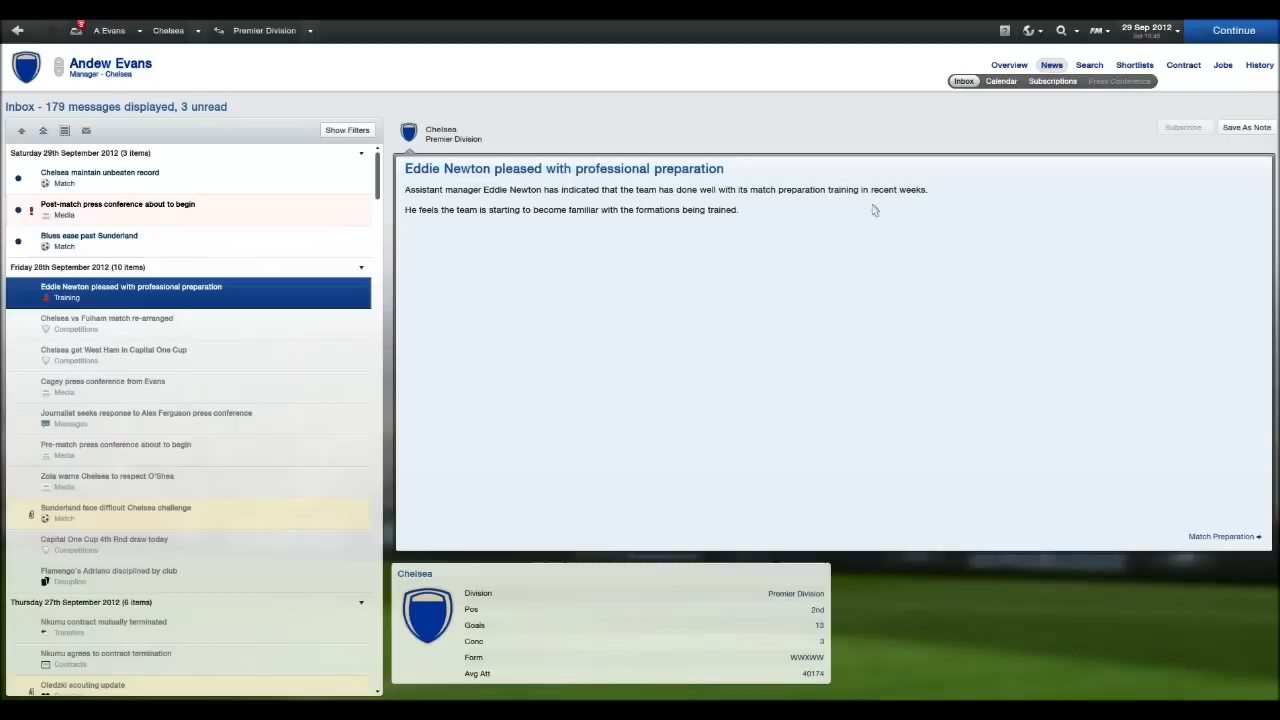 3
A Evans
Chelsea
Premier Division
FM
29 Sep 2012
Continue
Andew Evans
Manager - Chelsea
Overview
News
Search
Shortlists
Contract
Jobs
History
Inbox
Calendar
Subscriptions
Press Conference
Inbox - 179 messages displayed, 3 unread
Show Filters
Chelsea
Premier Division
Subscribe
Save As Note
Saturday 29th September 2012 (3 items)
Chelsea maintain unbeaten record
Match
Post-match press conference about to begin
Media
Blues ease past Sunderland
Match
Friday 28th September 2012 (10 items)
Eddie Newton pleased with professional preparation
Training
Chelsea vs Fulham match re-arranged
Competitions
Chelsea get West Ham in Capital One Cup
Competitions
Cagey press conference from Evans
Media
Journalist seeks response to Alex Ferguson press conference
Messages
Pre-match press conference about to begin
Media
Zola warns Chelsea to respect O'Shea
Media
Sunderland face difficult Chelsea challenge
Match
Capital One Cup 4th Rnd draw today
Competitions
Flamengo's Adriano disciplined by club
Discipline
Thursday 27th September 2012 (6 items)
Nkumu contract mutually terminated
Transfers
Nkumu agrees to contract termination
Contracts
Oledzki scouting update
Eddie Newton pleased with professional preparation
Assistant manager Eddie Newton has indicated that the team has done well with its match preparation training in recent weeks.
He feels the team is starting to become familiar with the formations being trained.
Match Preparation
Chelsea
Division Premier Division
Pos 2nd
Goals 13
Conc 3
Form WWXWW
Avg Att 40174